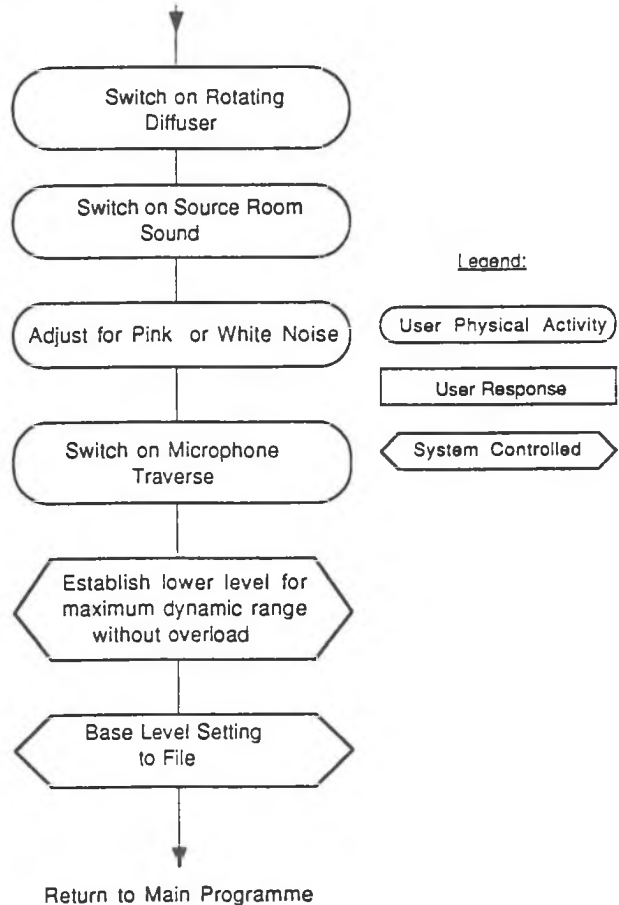 Switch on Rotating
Diffuser
Switch on Source Room
Sound
Adjust for Pink or White Noise
Switch on Microphone
Traverse
Establish lower level for
maximum dynamic range
without overload
Base Level Setting
to File
Return to Main Programme
Legend:
User Physical Activity
User Response
System Controlled